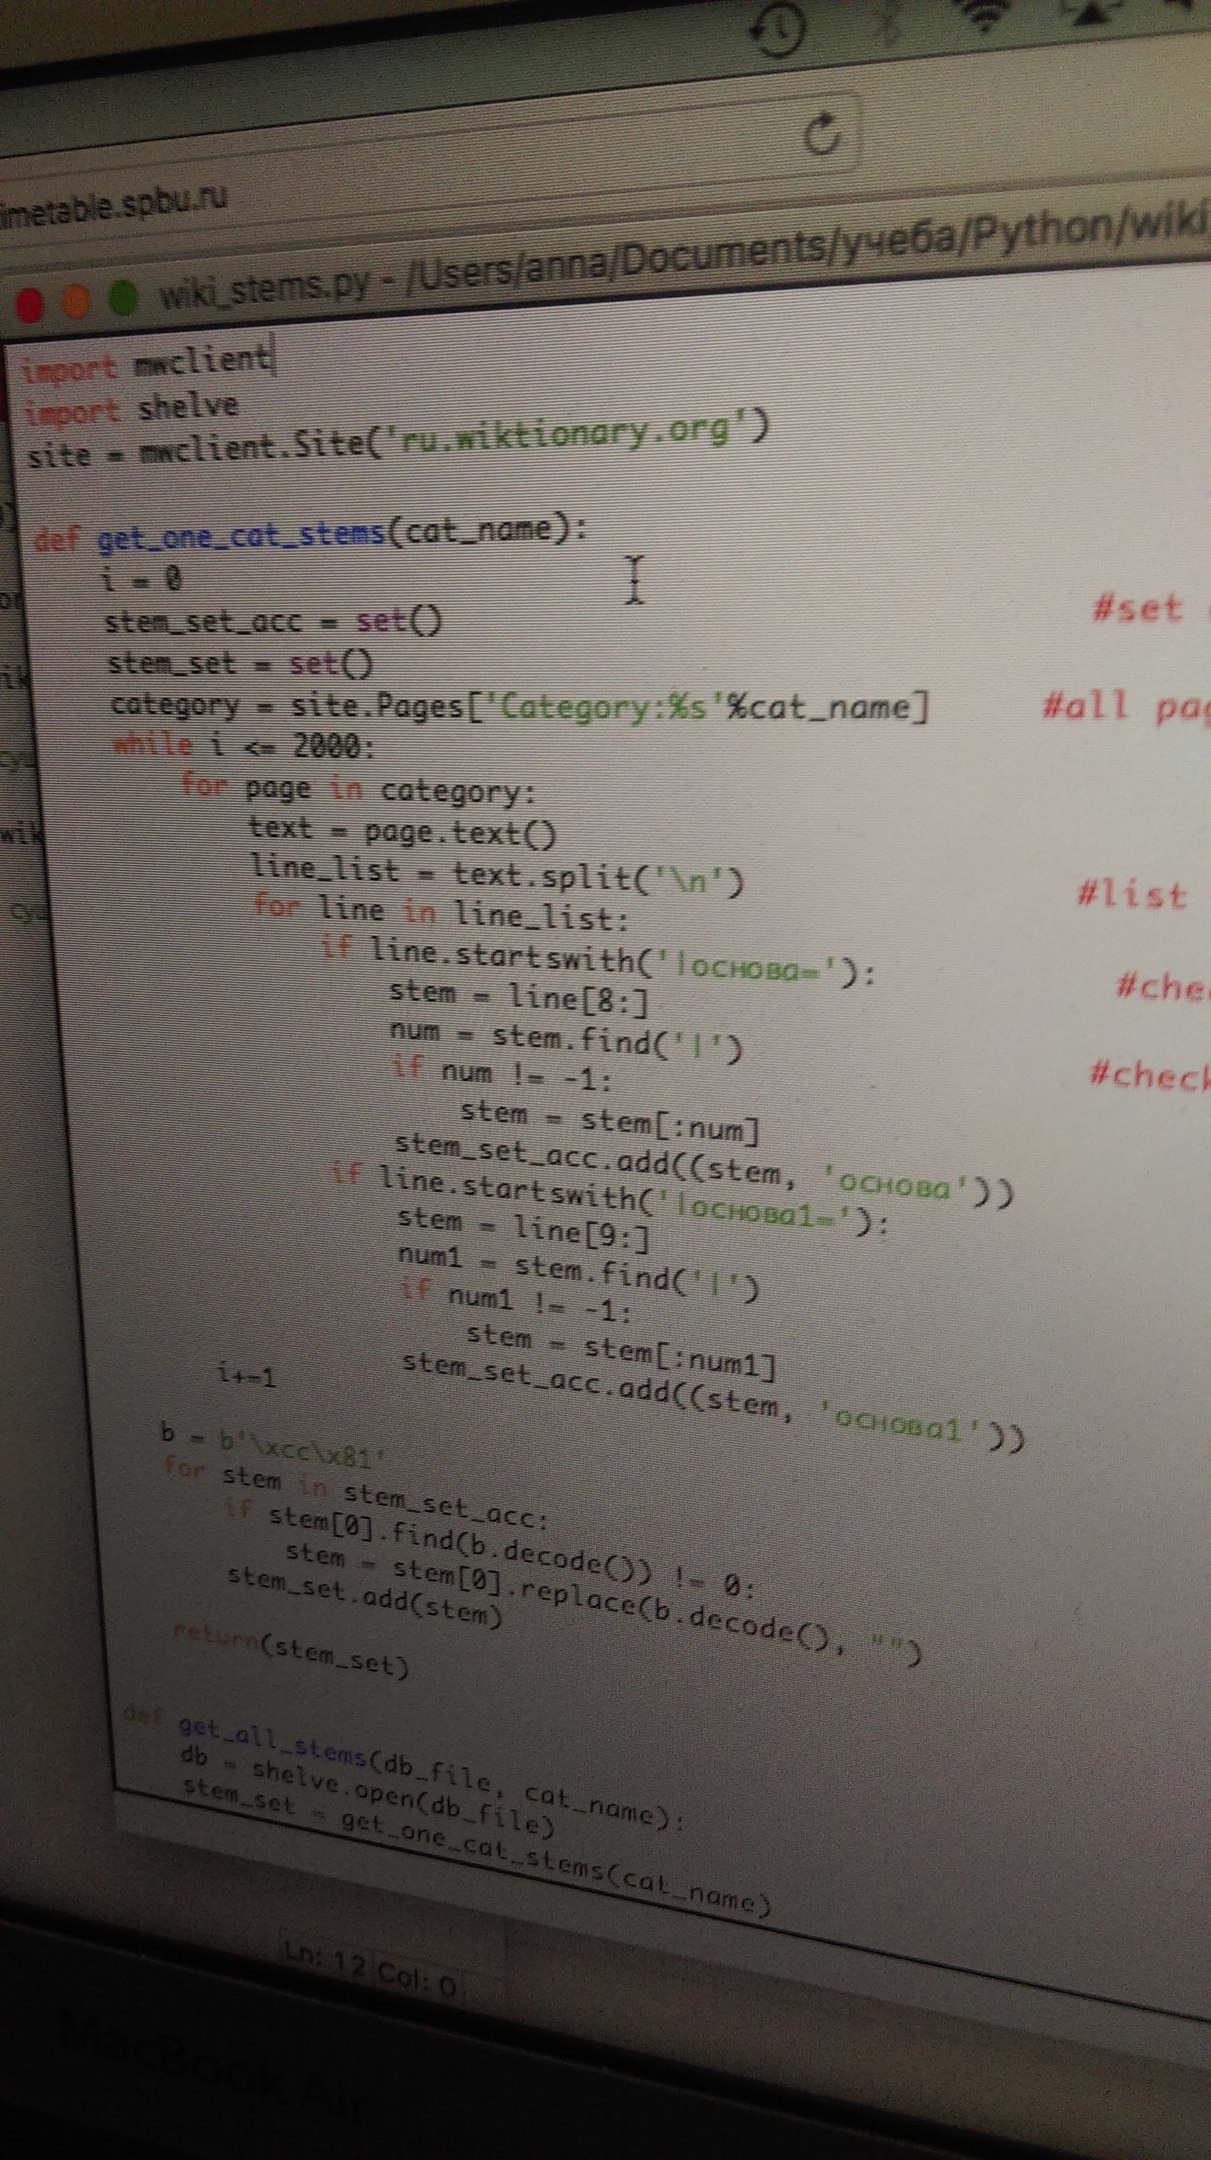 imetable.spbu.ru
wiki_stems.py - /Users/anna/Documents/учеба/Python/wiki_
import mwclient
import shelve
site = mwclient.Site('ru.wiktionary.org')
def get_one_cat_stems(cat_name):
i = 0
stem_set_acc = set() #set
stem_set = set()
category = site.Pages['Category:%s'%cat_name] #all pag
while i <= 2000:
for page in category:
text = page.text()
line_list = text.split('\n') #list
for line in line_list:
if line.startswith('|основа='): #chec
stem = line[8:]
num = stem.find('|') #check
if num != -1:
stem = stem[:num]
stem_set_acc.add((stem, 'основа'))
if line.startswith('|основа1='):
stem = line[9:]
num1 = stem.find('|')
if num1 != -1:
stem = stem[:num1]
stem_set_acc.add((stem, 'основа1'))
i+=1
b = b'\xcc\x81'
for stem in stem_set_acc:
if stem[0].find(b.decode()) != 0:
stem = stem[0].replace(b.decode(), "")
stem_set.add(stem)
return(stem_set)
def get_all_stems(db_file, cat_name):
db = shelve.open(db_file)
stem_set = get_one_cat_stems(cat_name)
Ln: 12 Col: 0
MacBook Air